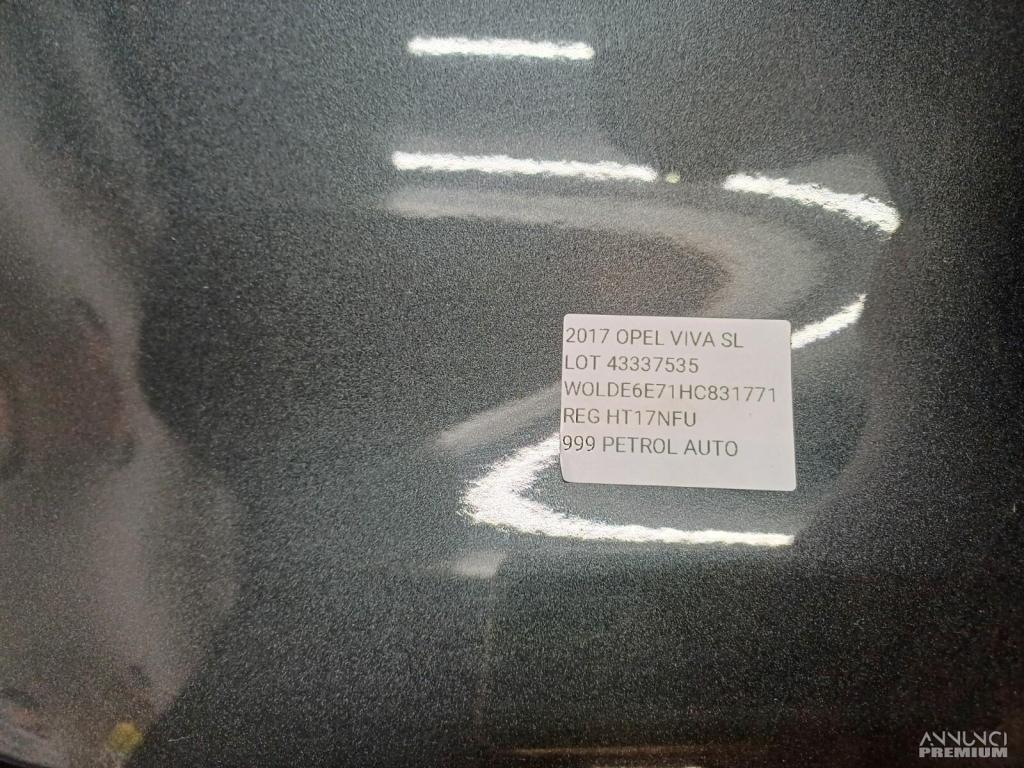 2017 OPEL VIVA SL
LOT 43337535
WOLDE6E71HC831771
REG HT17NFU
999 PETROL AUTO
ANNUNCI
PREMIUM